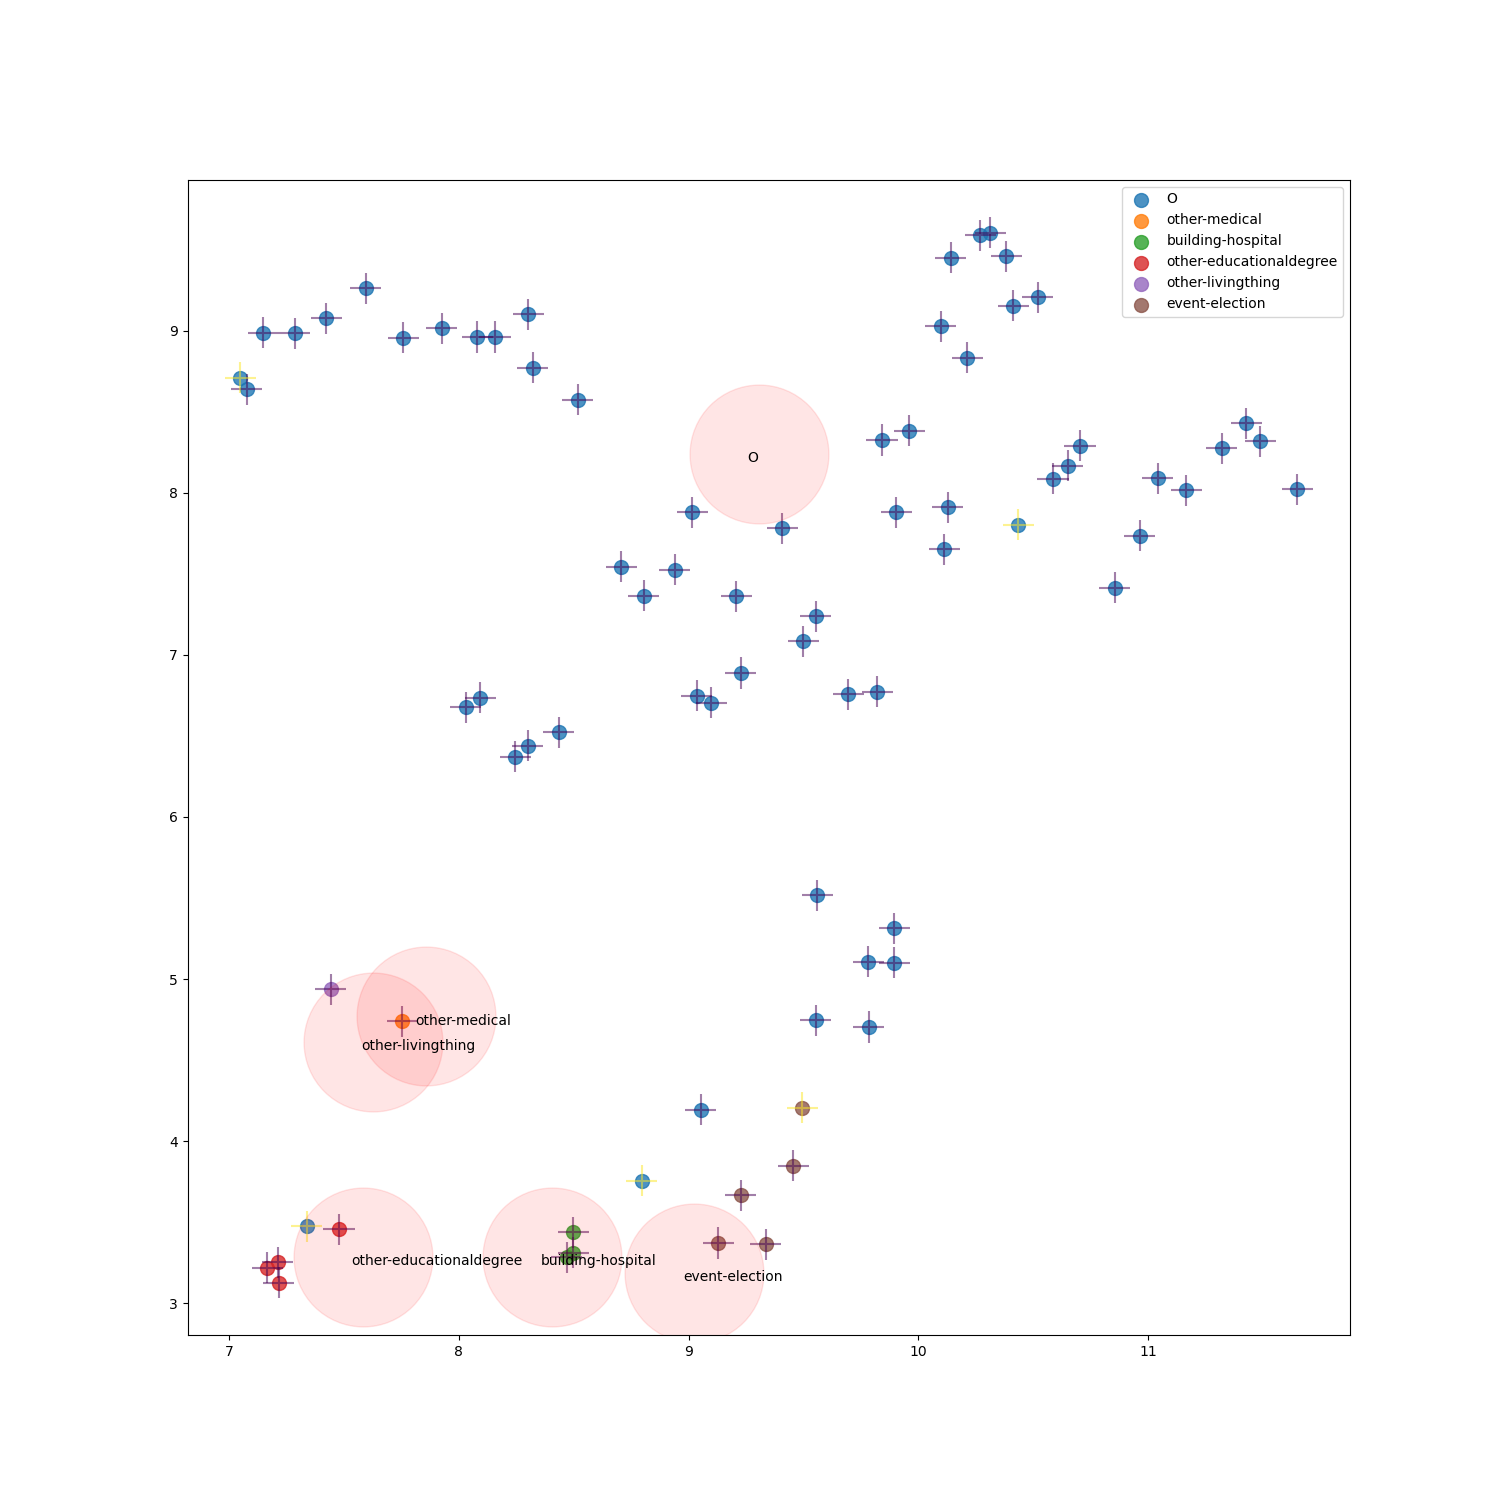 O
other-medical
building-hospital
other-educationaldegree
other-livingthing
event-election
9
O
8
7
6
5
other-medical
other-livingthing
4
other-educationaldegree
building-hospital
event-election
3
7
8
9
10
11